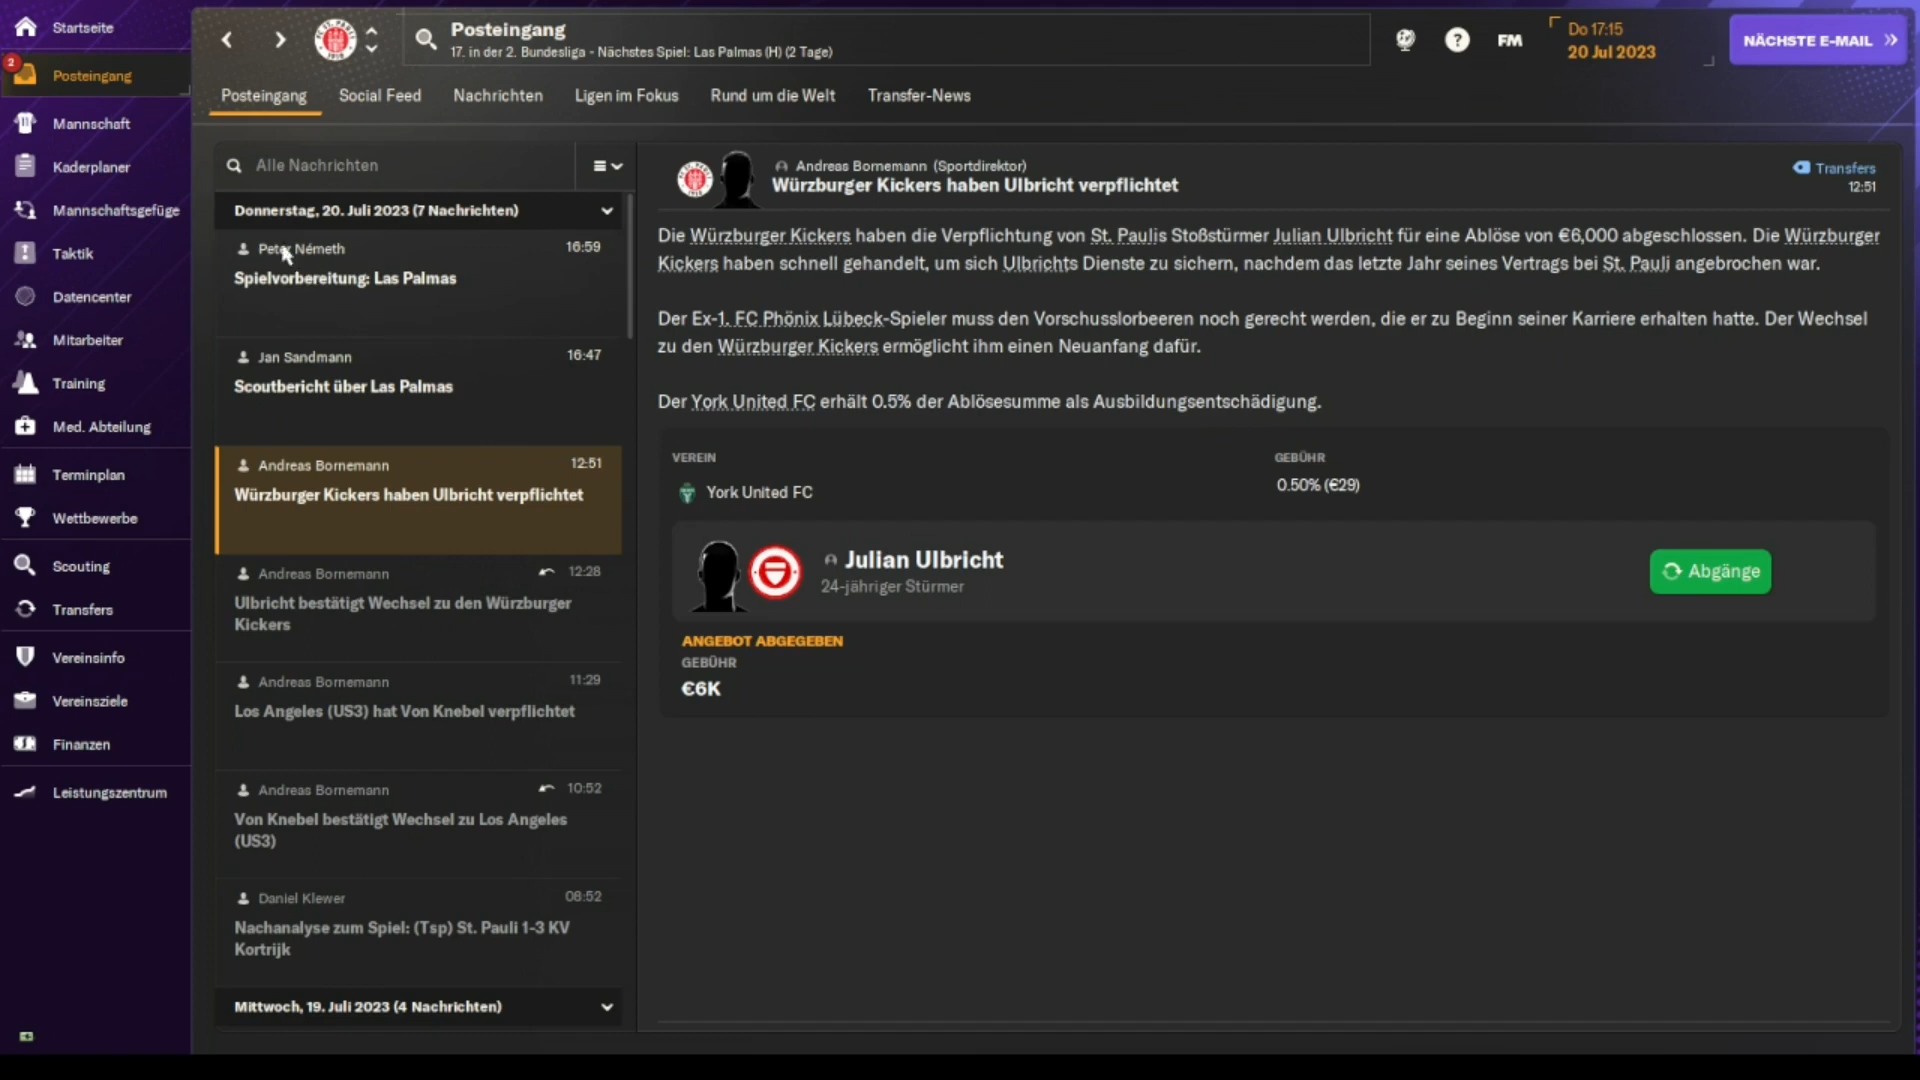 Startseite
2
Posteingang
Mannschaft
Kaderplaner
Mannschaftsgefüge
Taktik
Datencenter
Mitarbeiter
Training
Med. Abteilung
Terminplan
Wettbewerbe
Scouting
Transfers
Vereinsinfo
Vereinsziele
Finanzen
Leistungszentrum
Posteingang
17. in der 2. Bundesliga - Nächstes Spiel: Las Palmas (H) (2 Tage)
?
FM
Do 17:15
20 Jul 2023
NÄCHSTE E-MAIL
Posteingang
Social Feed
Nachrichten
Ligen im Fokus
Rund um die Welt
Transfer-News
Alle Nachrichten
Donnerstag, 20. Juli 2023 (7 Nachrichten)
Peter Németh 16:59
Spielvorbereitung: Las Palmas
Jan Sandmann 16:47
Scoutbericht über Las Palmas
Andreas Bornemann 12:51
Würzburger Kickers haben Ulbricht verpflichtet
Andreas Bornemann 12:28
Ulbricht bestätigt Wechsel zu den Würzburger
Kickers
Andreas Bornemann 11:29
Los Angeles (US3) hat Von Knebel verpflichtet
Andreas Bornemann 10:52
Von Knebel bestätigt Wechsel zu Los Angeles
(US3)
Daniel Klewer 08:52
Nachanalyse zum Spiel: (Tsp) St. Pauli 1-3 KV
Kortrijk
Mittwoch, 19. Juli 2023 (4 Nachrichten)
Andreas Bornemann (Sportdirektor)
Würzburger Kickers haben Ulbricht verpflichtet
Transfers
12:51
Die Würzburger Kickers haben die Verpflichtung von St. Paulis Stoßstürmer Julian Ulbricht für eine Ablöse von €6,000 abgeschlossen. Die Würzburger
Kickers haben schnell gehandelt, um sich Ulbrichts Dienste zu sichern, nachdem das letzte Jahr seines Vertrags bei St. Pauli angebrochen war.
Der Ex-1. FC Phönix Lübeck-Spieler muss den Vorschusslorbeeren noch gerecht werden, die er zu Beginn seiner Karriere erhalten hatte. Der Wechsel
zu den Würzburger Kickers ermöglicht ihm einen Neuanfang dafür.
Der York United FC erhält 0.5% der Ablösesumme als Ausbildungsentschädigung.
VEREIN
GEBÜHR
York United FC
0.50% (€29)
Julian Ulbricht
24-jähriger Stürmer
Abgänge
ANGEBOT ABGEGEBEN
GEBÜHR
€6K